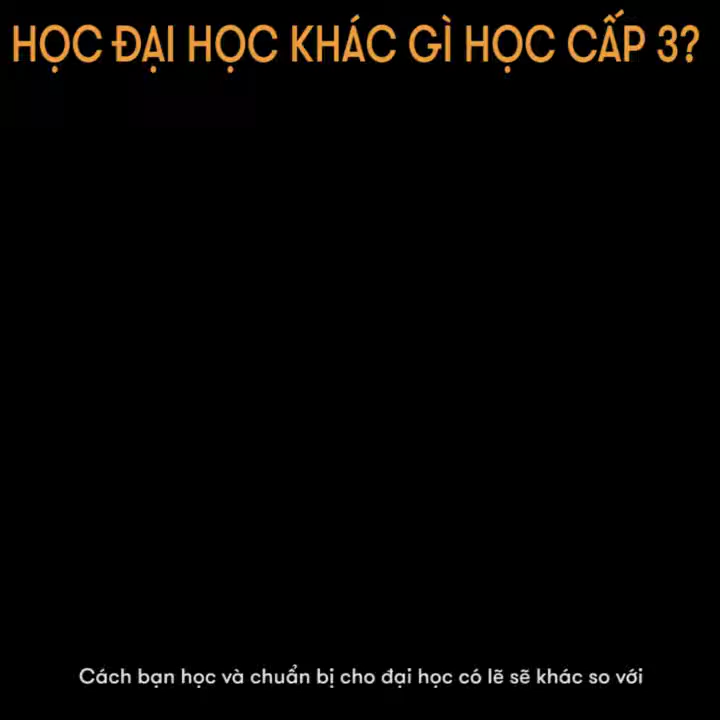 HỌC ĐẠI HỌC KHÁC GÌ HỌC CẤP 3?
Cách bạn học và chuẩn bị cho đại học có lẽ sẽ khác so với